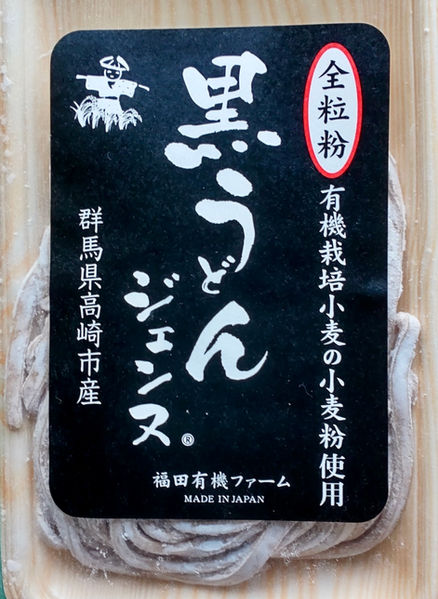 全粒粉
有機栽培小麦の小麦粉使用
黒うどん
ジェンヌ®
群馬県高崎市産
福田有機ファーム
MADE IN JAPAN